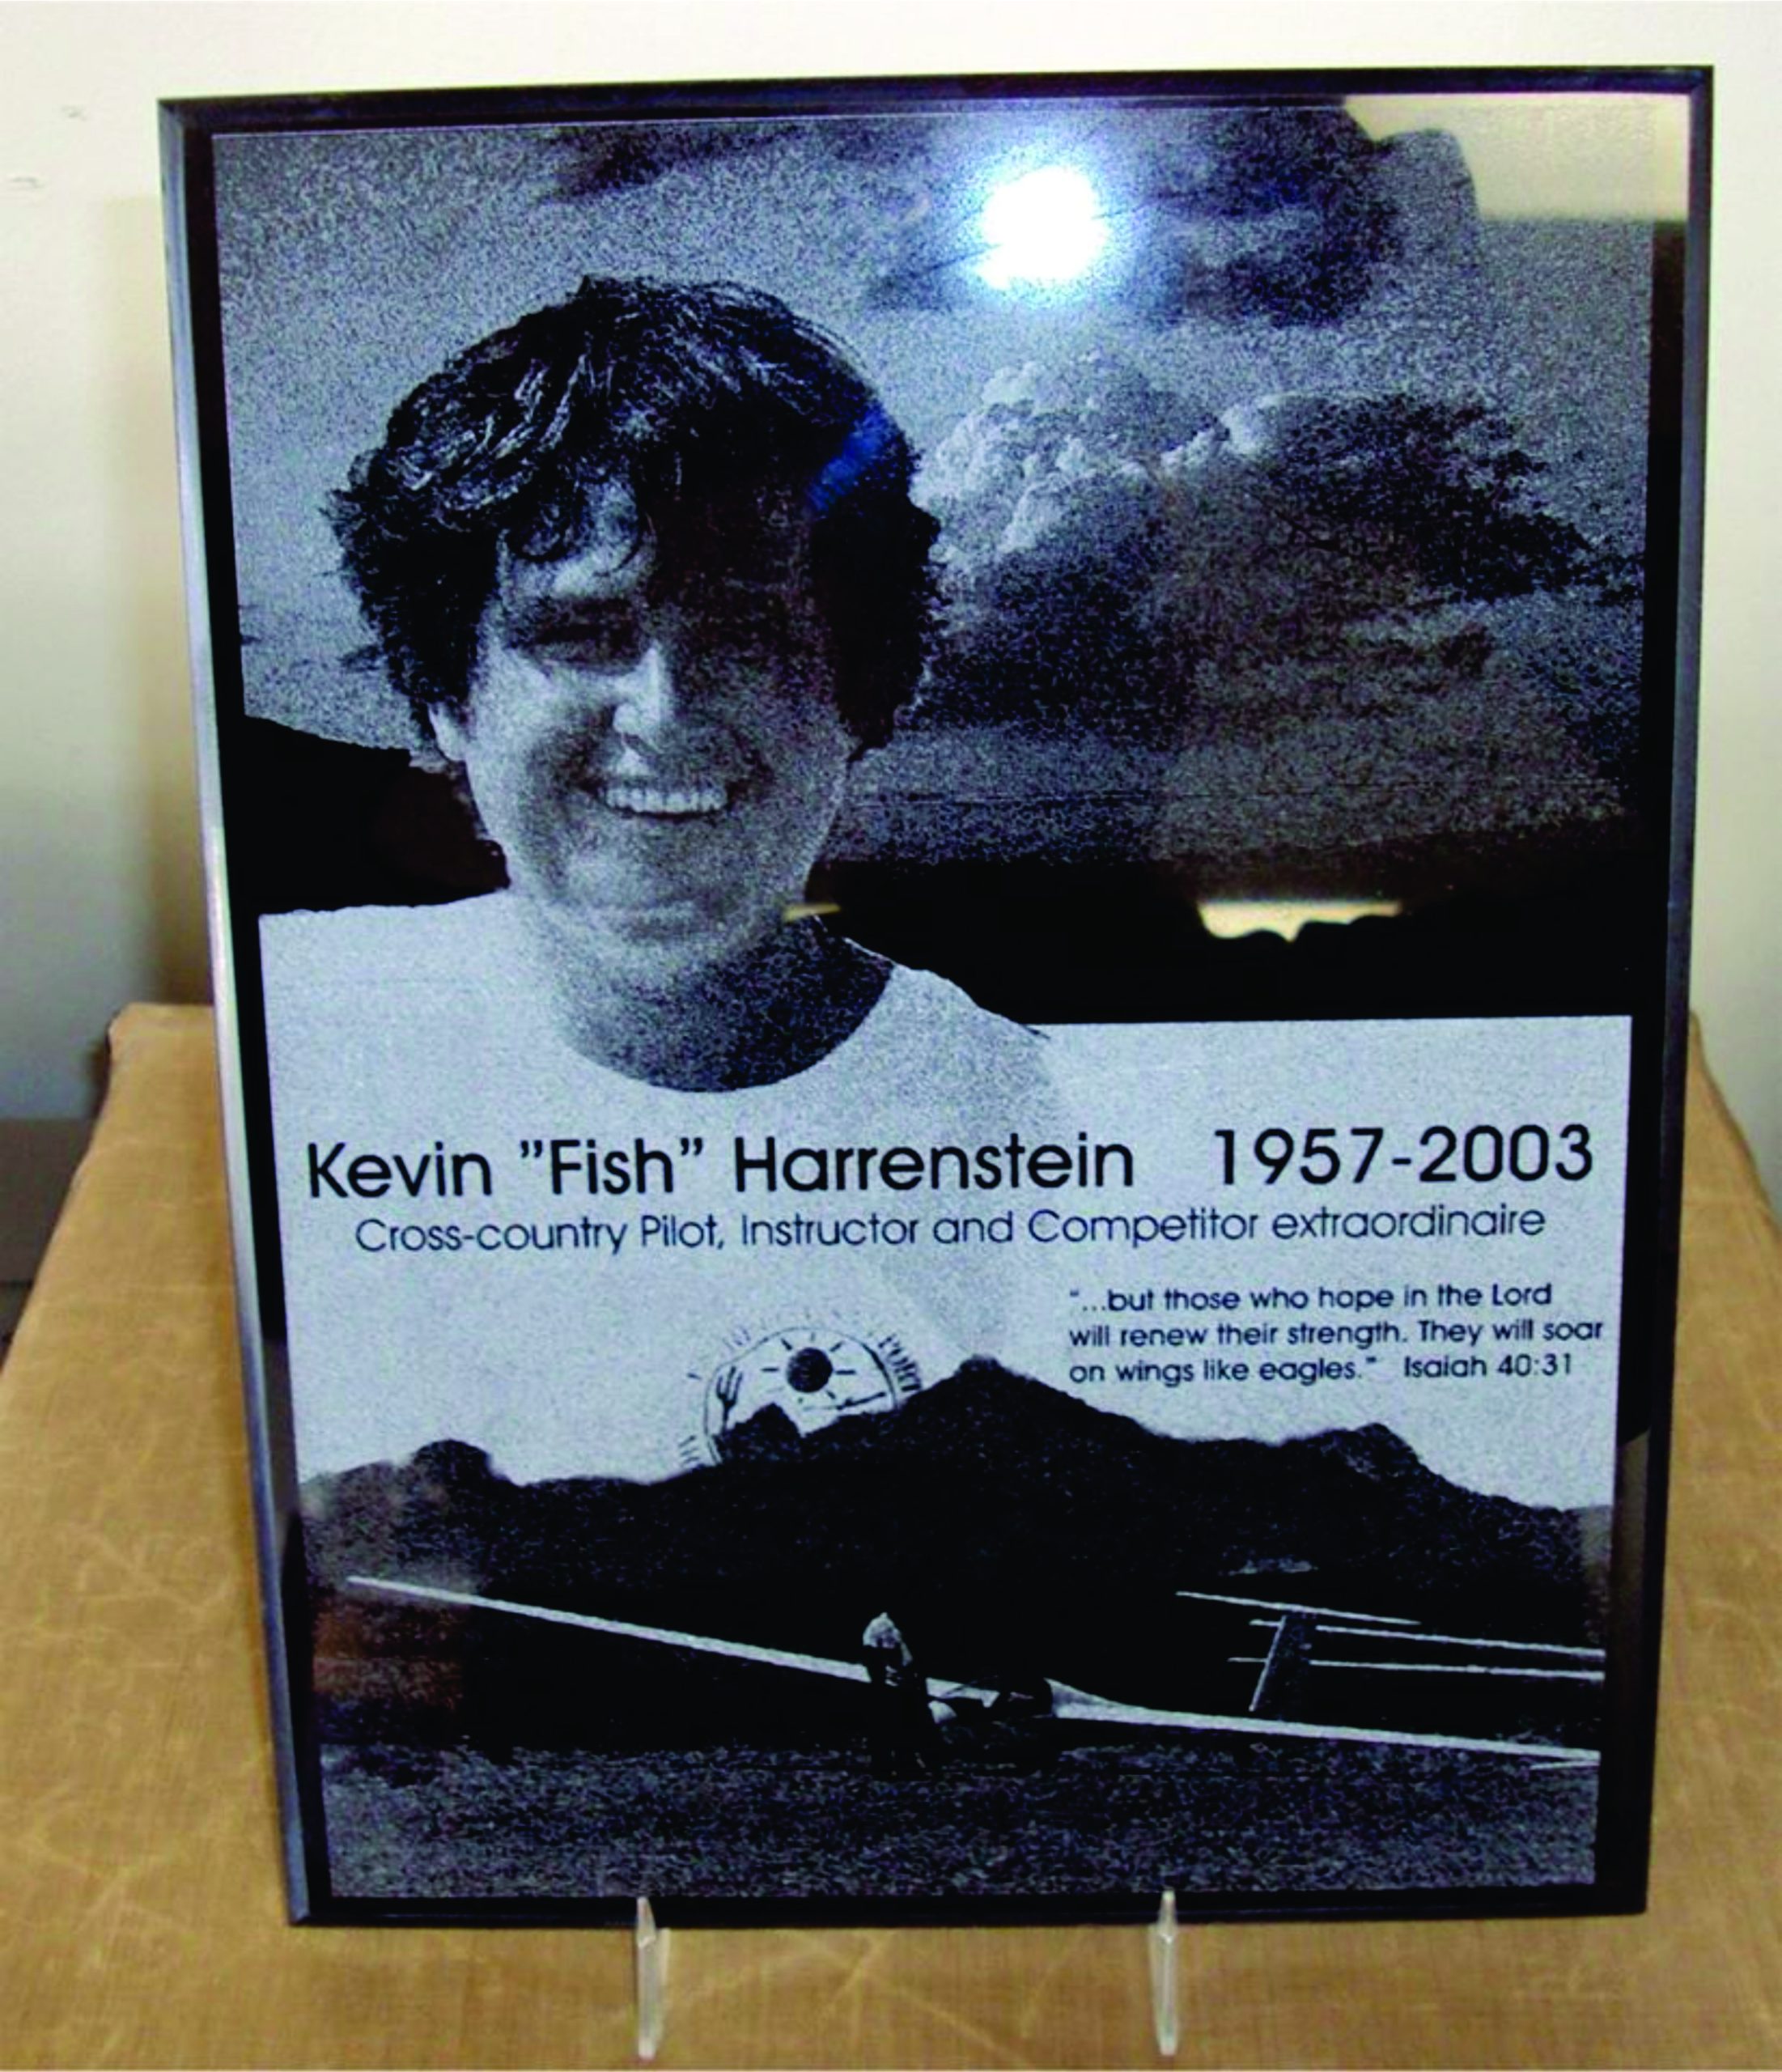 Kevin "Fish" Harrenstein 1957-2003
Cross-country Pilot, Instructor and Competitor extraordinaire
"...but those who hope in the Lord
will renew their strength. They will soar
on wings like eagles." Isaiah 40:31